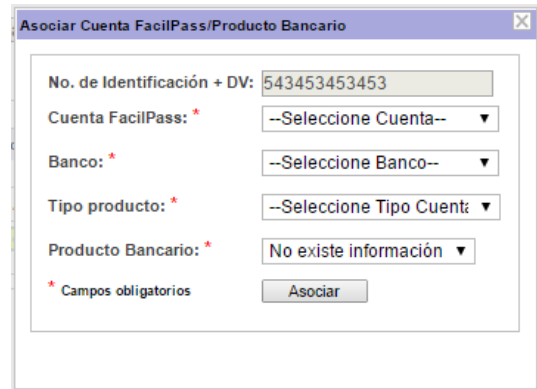 Asociar Cuenta FacilPass/Producto Bancario
No. de Identificación + DV: 543453453453
Cuenta FacilPass: * --Seleccione Cuenta--
Banco: * --Seleccione Banco--
Tipo producto: * --Seleccione Tipo Cuenta
Producto Bancario: * No existe información
* Campos obligatorios Asociar